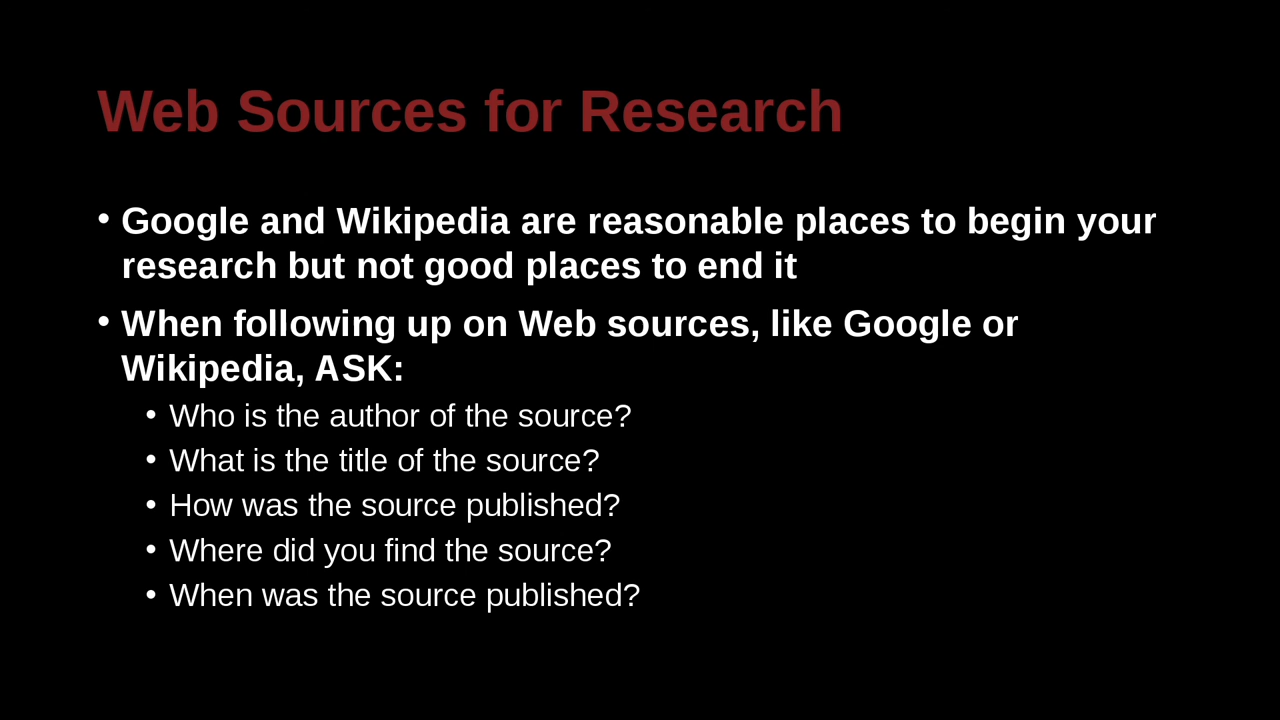 Web Sources for Research
• Google and Wikipedia are reasonable places to begin your
research but not good places to end it
• When following up on Web sources, like Google or
Wikipedia, ASK:
• Who is the author of the source?
• What is the title of the source?
• How was the source published?
• Where did you find the source?
• When was the source published?